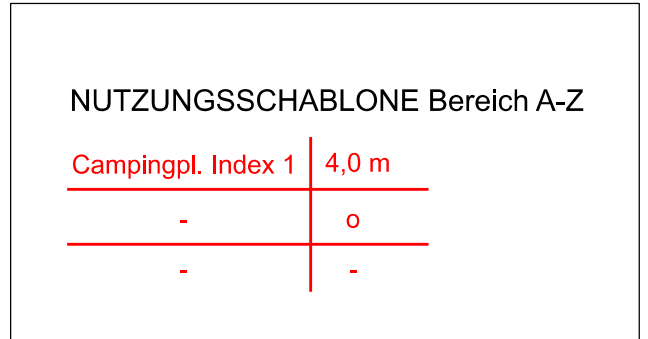 NUTZUNGSSCHABLONE Bereich A-Z
Campingpl. Index 1 4,0 m
- o
- -